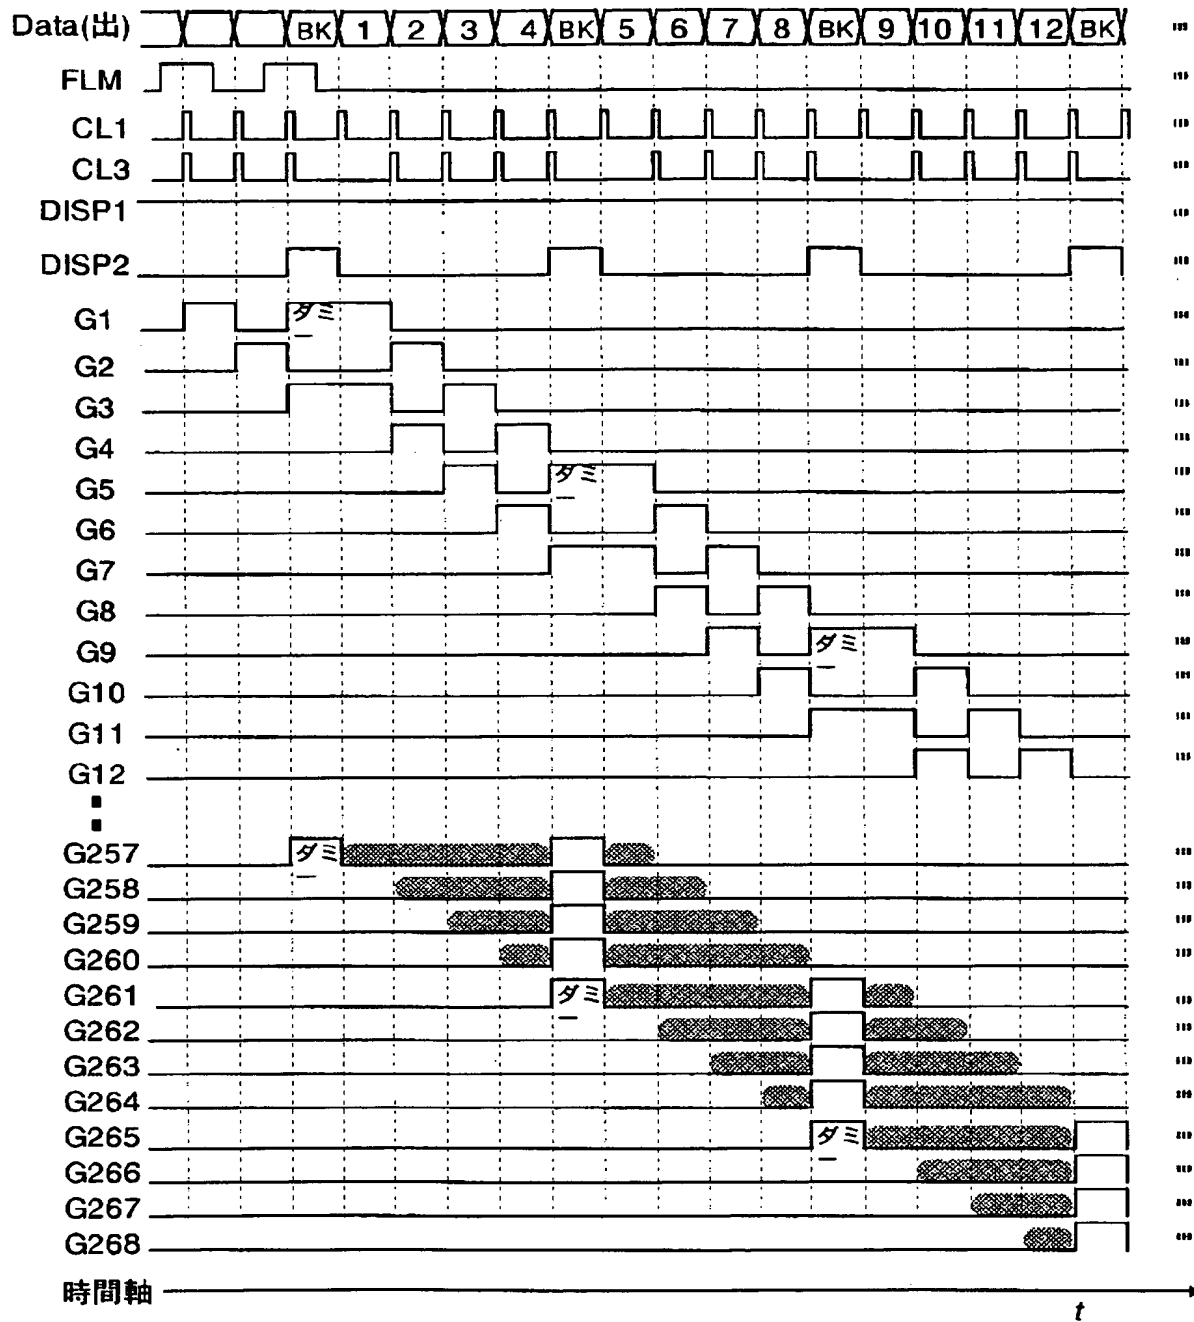 Data(出) BK 1 2 3 4 BK 5 6 7 8 BK 9 10 11 12 BK
FLM
CL1
CL3
DISP1
DISP2
G1 ダミー
G2
G3
G4
G5 ダミー
G6
G7
G8
G9 ダミー
G10
G11
G12
G257 ダミー
G258
G259
G260
G261 ダミー
G262
G263
G264
G265 ダミー
G266
G267
G268
時間軸
t